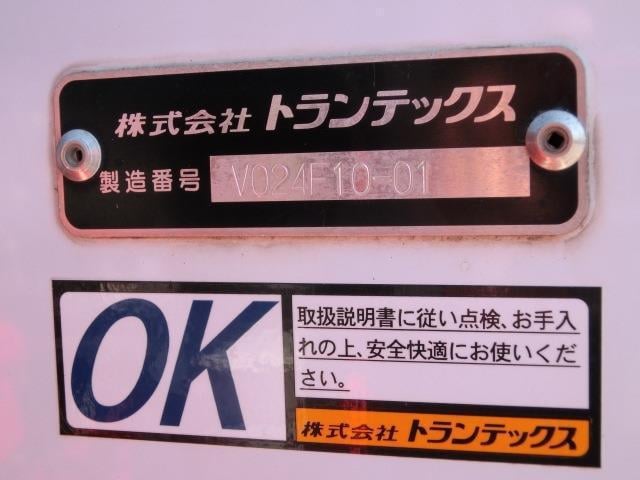 株式会社 トランテックス
製造番号 V024F10-01
OK
取扱説明書に従い点検、お手入
れの上、安全快適にお使いくだ
さい。
株式会社 トランテックス